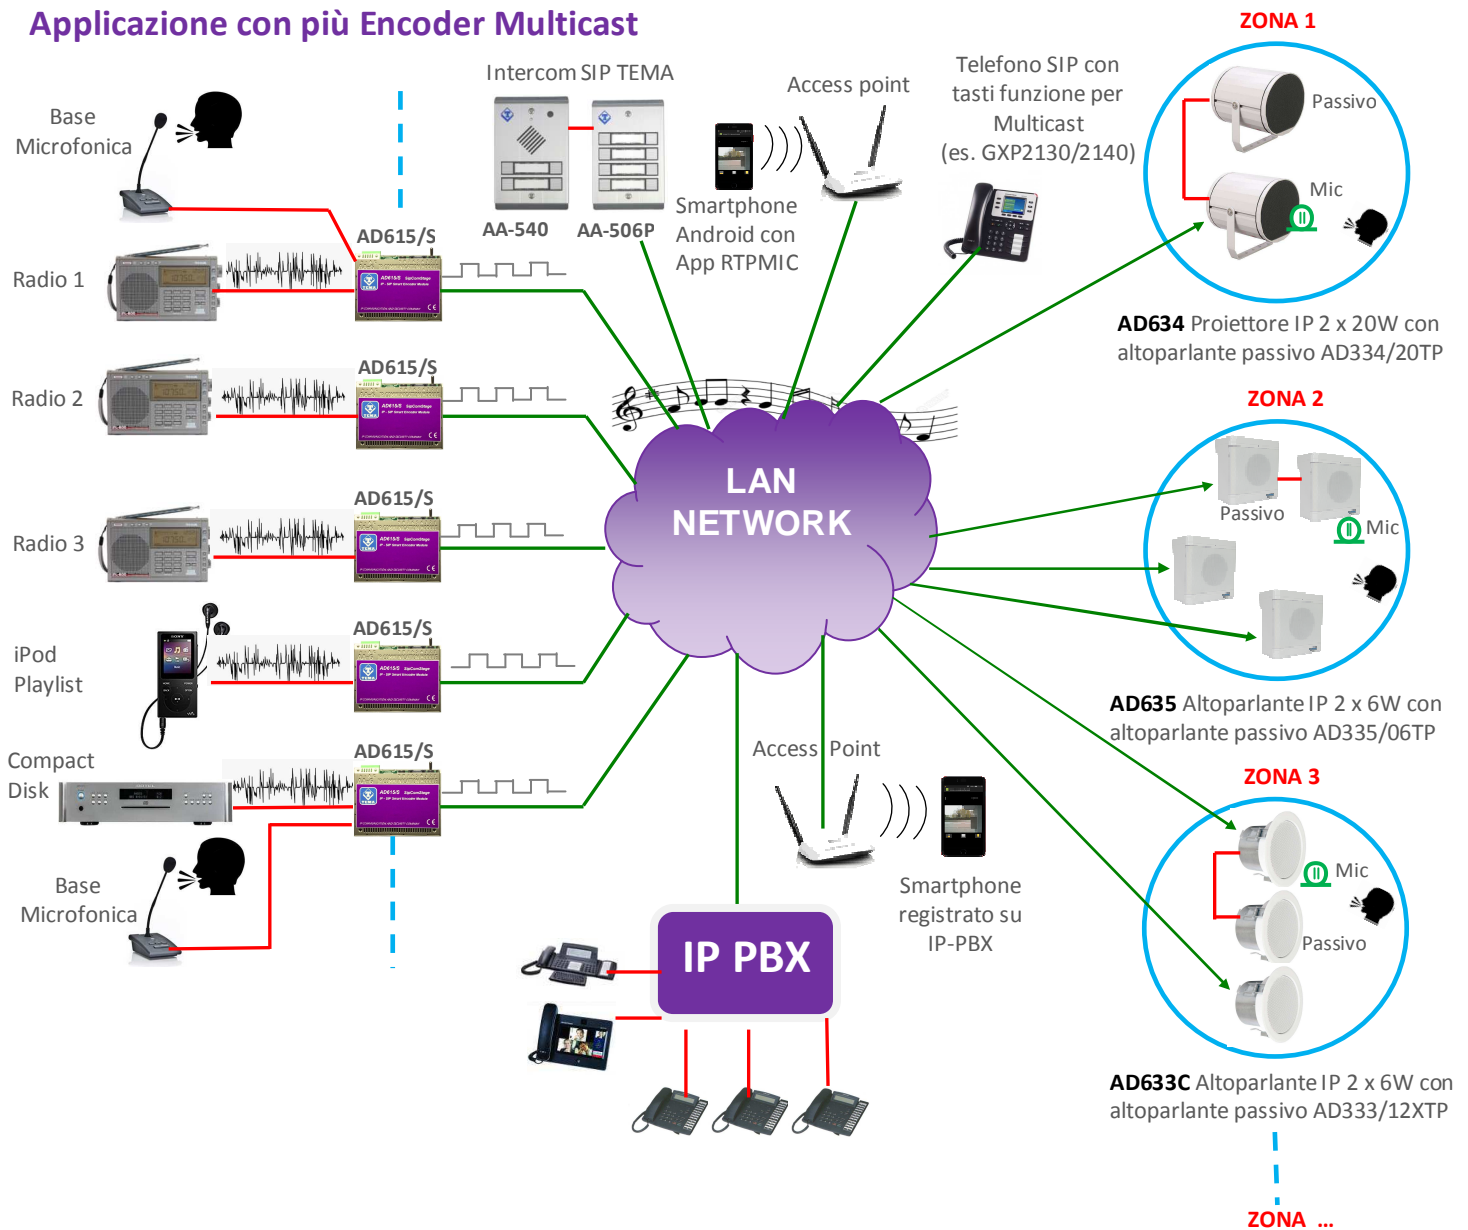 Applicazione con più Encoder Multicast
Base
Microfonica
Radio 1
AD615/S
Radio 2
AD615/S
Radio 3
AD615/S
iPod
Playlist
AD615/S
Compact
Disk
AD615/S
Base
Microfonica
Intercom SIP TEMA
AA-540
AA-506P
Smartphone
Android con
App RTPMIC
Access point
Telefono SIP con
tasti funzione per
Multicast
(es. GXP2130/2140)
LAN
NETWORK
Access Point
Smartphone
registrato su
IP-PBX
IP PBX
ZONA 1
Passivo
Mic
AD634 Proiettore IP 2 x 20W con
altoparlante passivo AD334/20TP
ZONA 2
Passivo
Mic
AD635 Altoparlante IP 2 x 6W con
altoparlante passivo AD335/06TP
ZONA 3
Mic
Passivo
AD633C Altoparlante IP 2 x 6W con
altoparlante passivo AD333/12XTP
ZONA ...